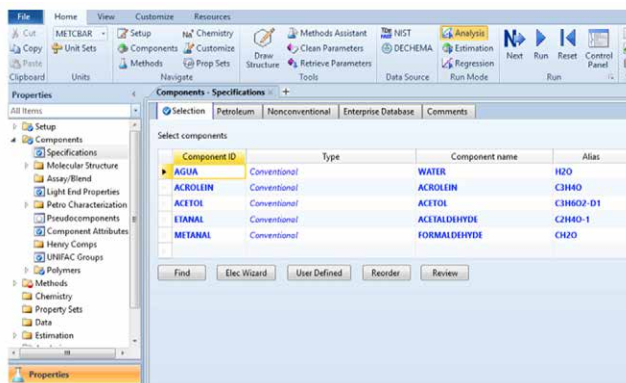 File Home View Customize Resources
Cut METCBAR Setup Na+ Chemistry Methods Assistant NIST Analysis
Copy Unit Sets Components Customize Clean Parameters DECHEMA Estimation
Paste Methods Prop Sets Draw Structure Retrieve Parameters Regression Next Run Reset Control Panel
Clipboard Units Navigate Tools Data Source Run Mode Run
Properties Components - Specifications × +
All Items Selection Petroleum Nonconventional Enterprise Database Comments
Setup
Components Select components
Specifications Component ID Type Component name Alias
Molecular Structure AGUA Conventional WATER H2O
Assay/Blend
Light End Properties ACROLEIN Conventional ACROLEIN C3H4O
Petro Characterization ACETOL Conventional ACETOL C3H6O2-D1
Pseudocomponents ETANAL Conventional ACETALDEHYDE C2H4O-1
Component Attributes
Henry Comps METANAL Conventional FORMALDEHYDE CH2O
UNIFAC Groups
Polymers Find Elec Wizard User Defined Reorder Review
Methods
Chemistry
Property Sets
Data
Estimation
Properties